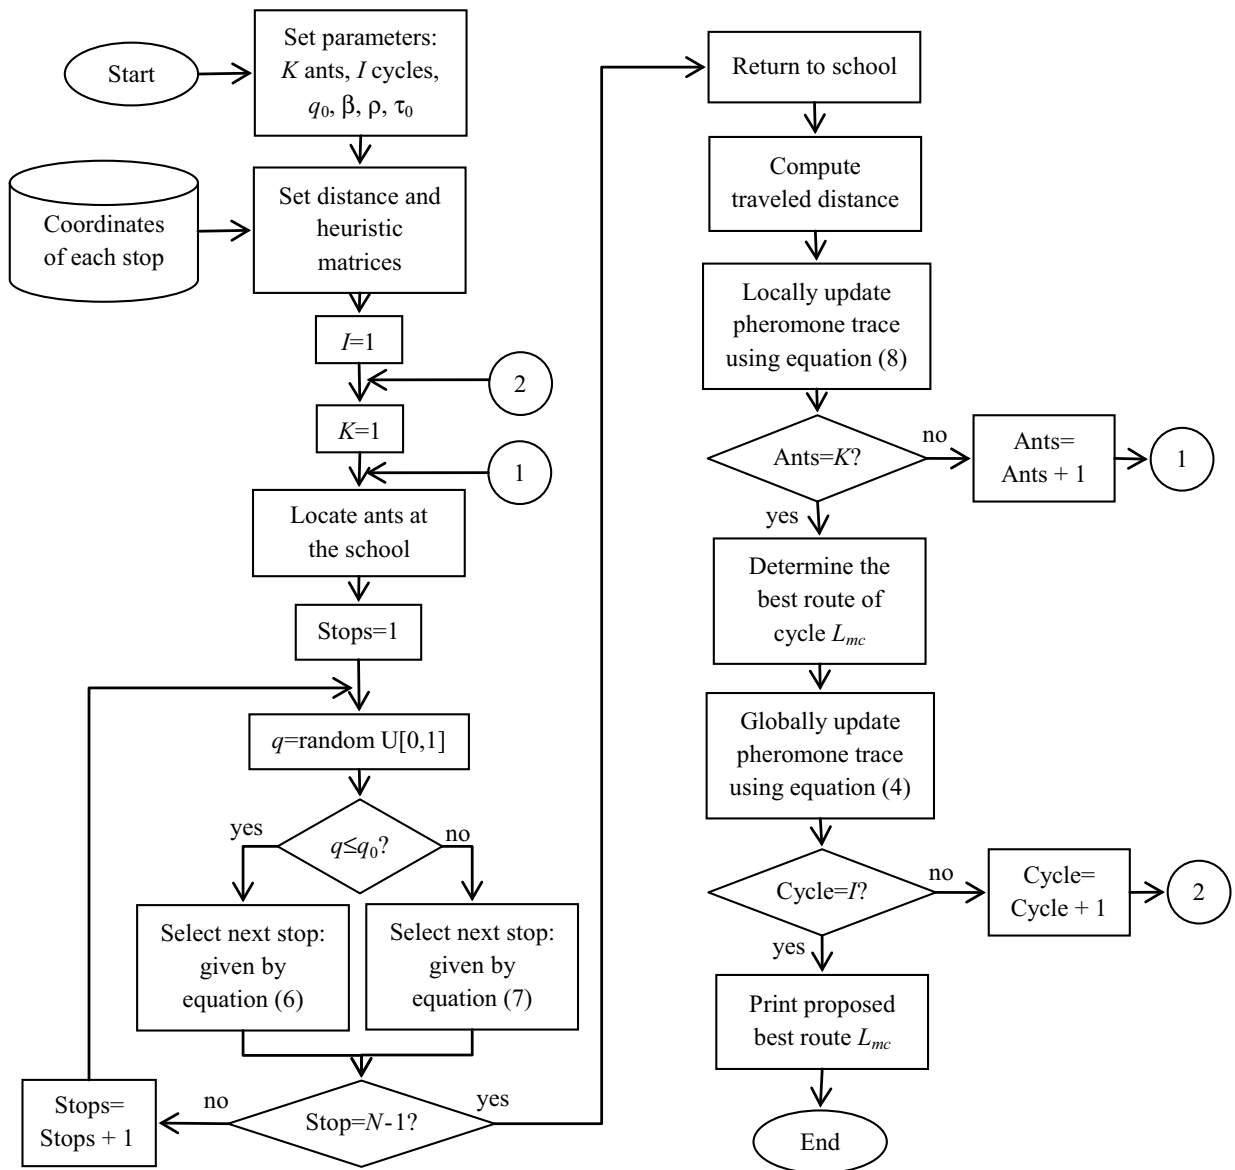 Start
Set parameters:
K ants, I cycles,
q₀, β, ρ, τ₀
Coordinates
of each stop
Set distance and
heuristic
matrices
I=1
2
K=1
1
Locate ants at
the school
Stops=1
q=random U[0,1]
q≤q₀?
yes
no
Select next stop:
given by
equation (6)
Select next stop:
given by
equation (7)
Stop=N-1?
no
yes
Stops=
Stops + 1
Return to school
Compute
traveled distance
Locally update
pheromone trace
using equation (8)
Ants=K?
no
Ants=
Ants + 1
1
yes
Determine the
best route of
cycle Lmc
Globally update
pheromone trace
using equation (4)
Cycle=I?
no
Cycle=
Cycle + 1
2
yes
Print proposed
best route Lmc
End